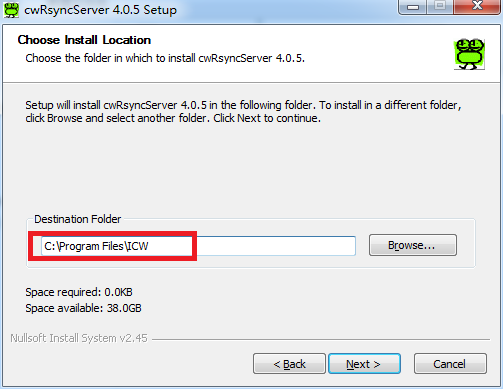 cwRsyncServer 4.0.5 Setup
Choose Install Location
Choose the folder in which to install cwRsyncServer 4.0.5.
Setup will install cwRsyncServer 4.0.5 in the following folder. To install in a different folder,
click Browse and select another folder. Click Next to continue.
Destination Folder
C:\Program Files\ICW
Browse...
Space required: 0.0KB
Space available: 38.0GB
Nullsoft Install System v2.45
< Back
Next >
Cancel